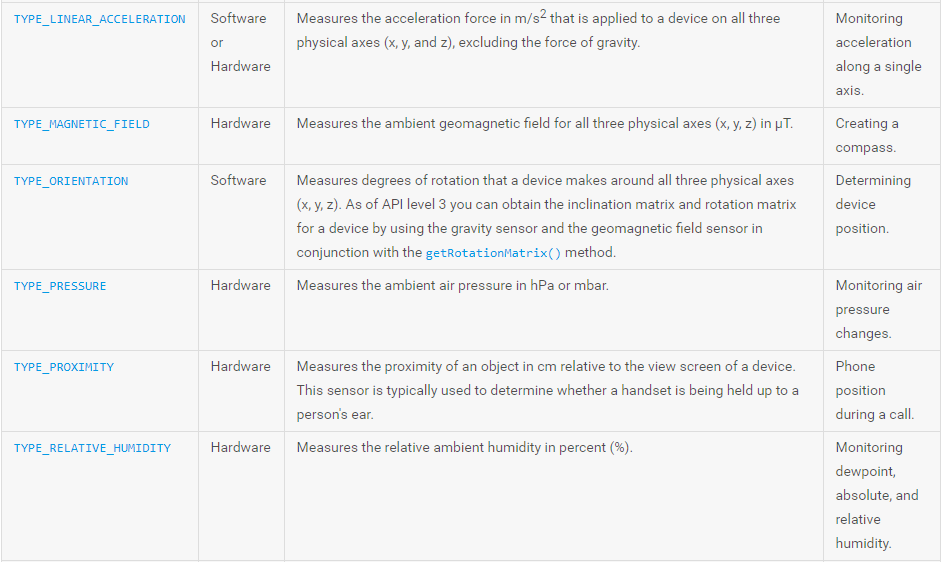 TYPE_LINEAR_ACCELERATION Software Measures the acceleration force in m/s2 that is applied to a device on all three Monitoring
or physical axes (x, y, and z), excluding the force of gravity. acceleration
Hardware along a single
axis.
TYPE_MAGNETIC_FIELD Hardware Measures the ambient geomagnetic field for all three physical axes (x, y, z) in μT. Creating a
compass.
TYPE_ORIENTATION Software Measures degrees of rotation that a device makes around all three physical axes Determining
(x, y, z). As of API level 3 you can obtain the inclination matrix and rotation matrix device
for a device by using the gravity sensor and the geomagnetic field sensor in position.
conjunction with the getRotationMatrix() method.
TYPE_PRESSURE Hardware Measures the ambient air pressure in hPa or mbar. Monitoring air
pressure
changes.
TYPE_PROXIMITY Hardware Measures the proximity of an object in cm relative to the view screen of a device. Phone
This sensor is typically used to determine whether a handset is being held up to a position
person's ear. during a call.
TYPE_RELATIVE_HUMIDITY Hardware Measures the relative ambient humidity in percent (%). Monitoring
dewpoint,
absolute, and
relative
humidity.